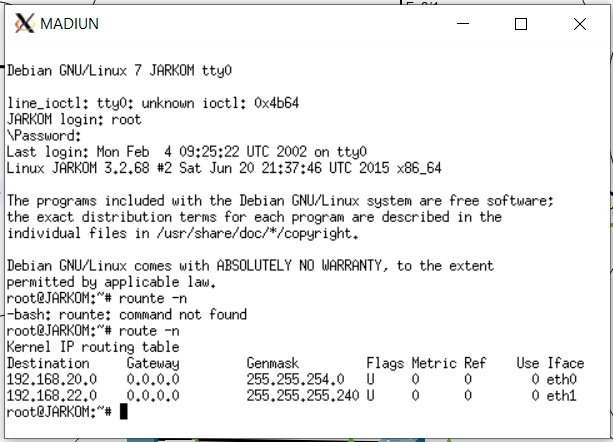 MADIUN
Debian GNU/Linux 7 JARKOM tty0
line_ioctl: tty0: unknown ioctl: 0x4b64
JARKOM login: root
\Password:
Last login: Mon Feb  4 09:25:22 UTC 2002 on tty0
Linux JARKOM 3.2.68 #2 Sat Jun 20 21:37:46 UTC 2015 x86_64
The programs included with the Debian GNU/Linux system are free software;
the exact distribution terms for each program are described in the
individual files in /usr/share/doc/*/copyright.
Debian GNU/Linux comes with ABSOLUTELY NO WARRANTY, to the extent
permitted by applicable law.
root@JARKOM:~# rounte -n
-bash: rounte: command not found
root@JARKOM:~# route -n
Kernel IP routing table
Destination     Gateway         Genmask         Flags Metric Ref    Use Iface
192.168.20.0    0.0.0.0         255.255.254.0   U     0      0        0 eth0
192.168.22.0    0.0.0.0         255.255.255.240 U     0      0        0 eth1
root@JARKOM:~#